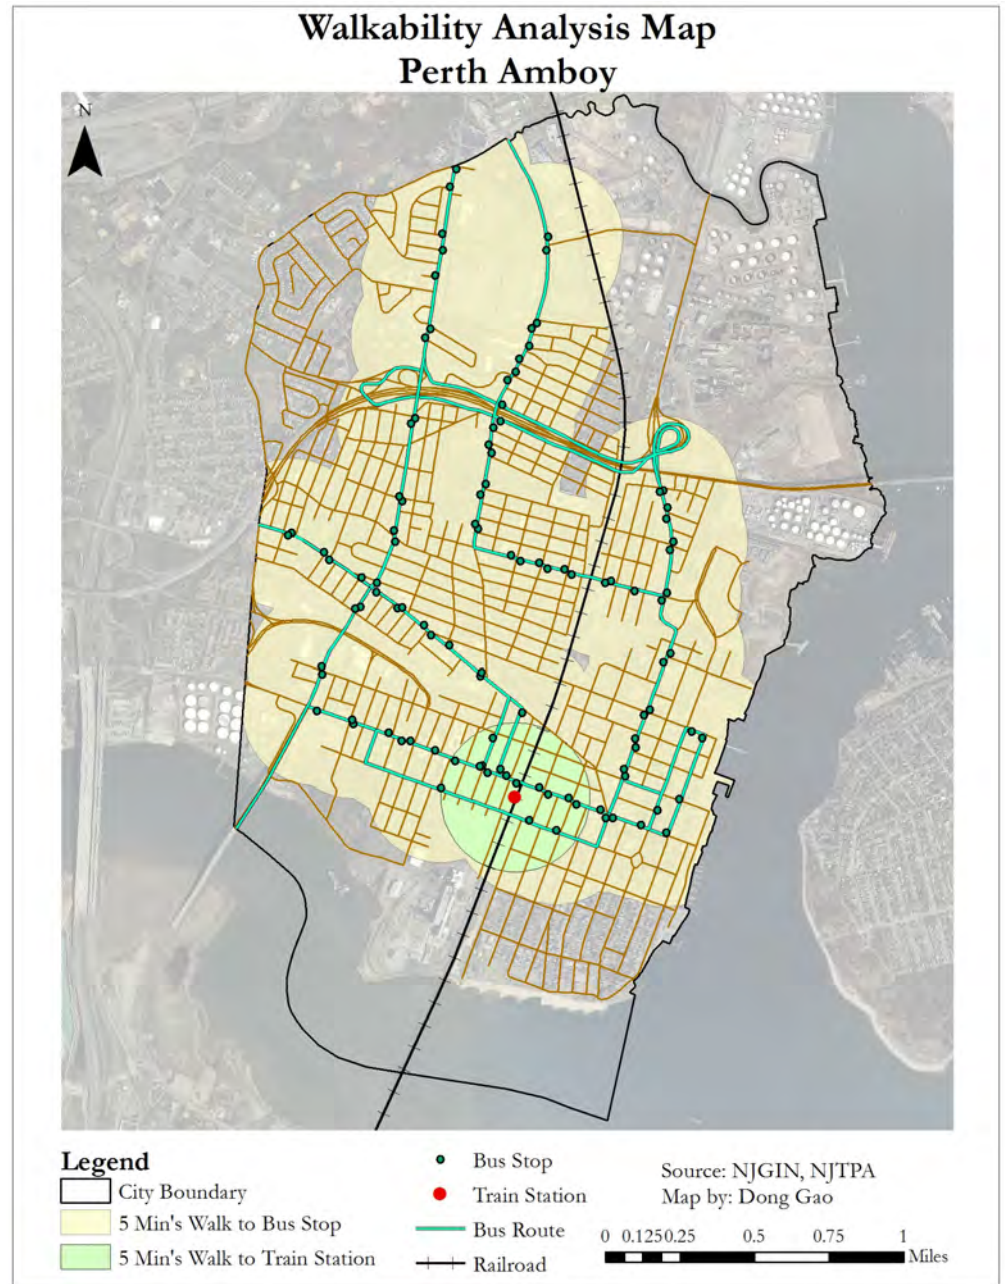 Walkability Analysis Map
Perth Amboy
N
Legend
City Boundary
5 Min's Walk to Bus Stop
5 Min's Walk to Train Station
Bus Stop
Train Station
Bus Route
Railroad
Source: NJGIN, NJTPA
Map by: Dong Gao
0 0.125 0.25 0.5 0.75 1
Miles